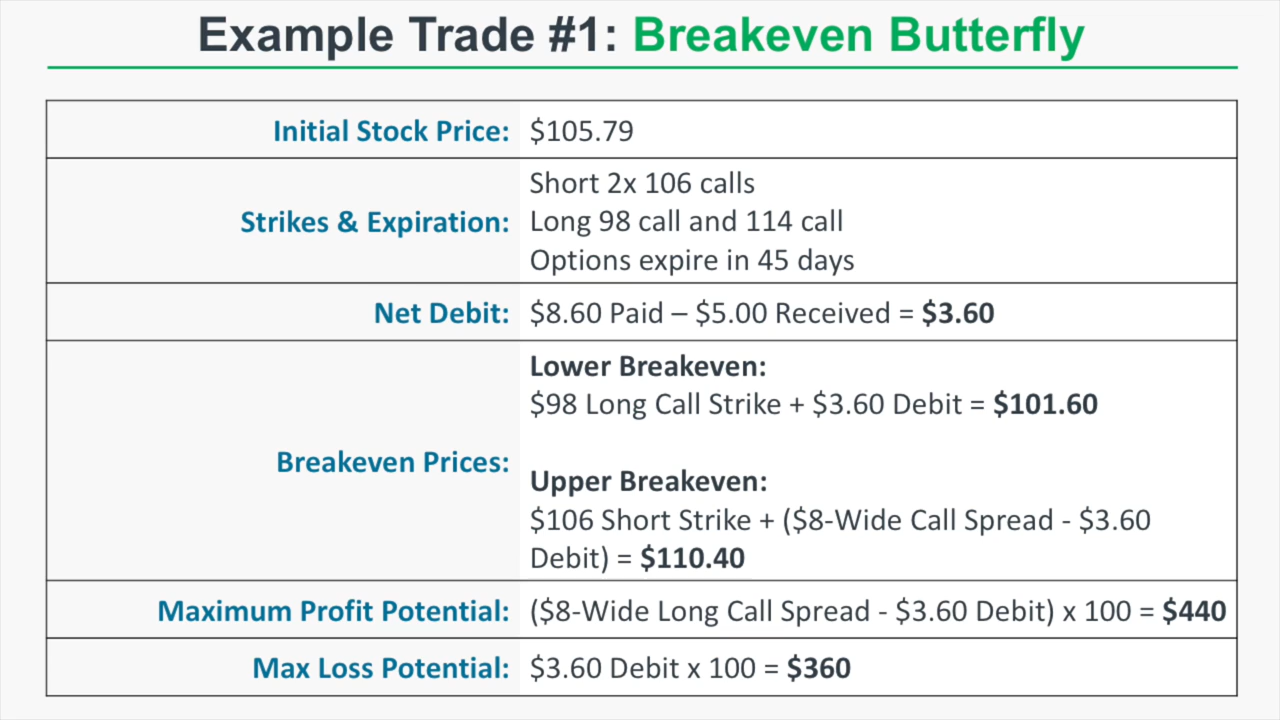 Example Trade #1: Breakeven Butterfly
Initial Stock Price: $105.79
Strikes & Expiration:
Short 2x 106 calls
Long 98 call and 114 call
Options expire in 45 days
Net Debit: $8.60 Paid – $5.00 Received = $3.60
Breakeven Prices:
Lower Breakeven:
$98 Long Call Strike + $3.60 Debit = $101.60
Upper Breakeven:
$106 Short Strike + ($8-Wide Call Spread - $3.60
Debit) = $110.40
Maximum Profit Potential: ($8-Wide Long Call Spread - $3.60 Debit) x 100 = $440
Max Loss Potential: $3.60 Debit x 100 = $360